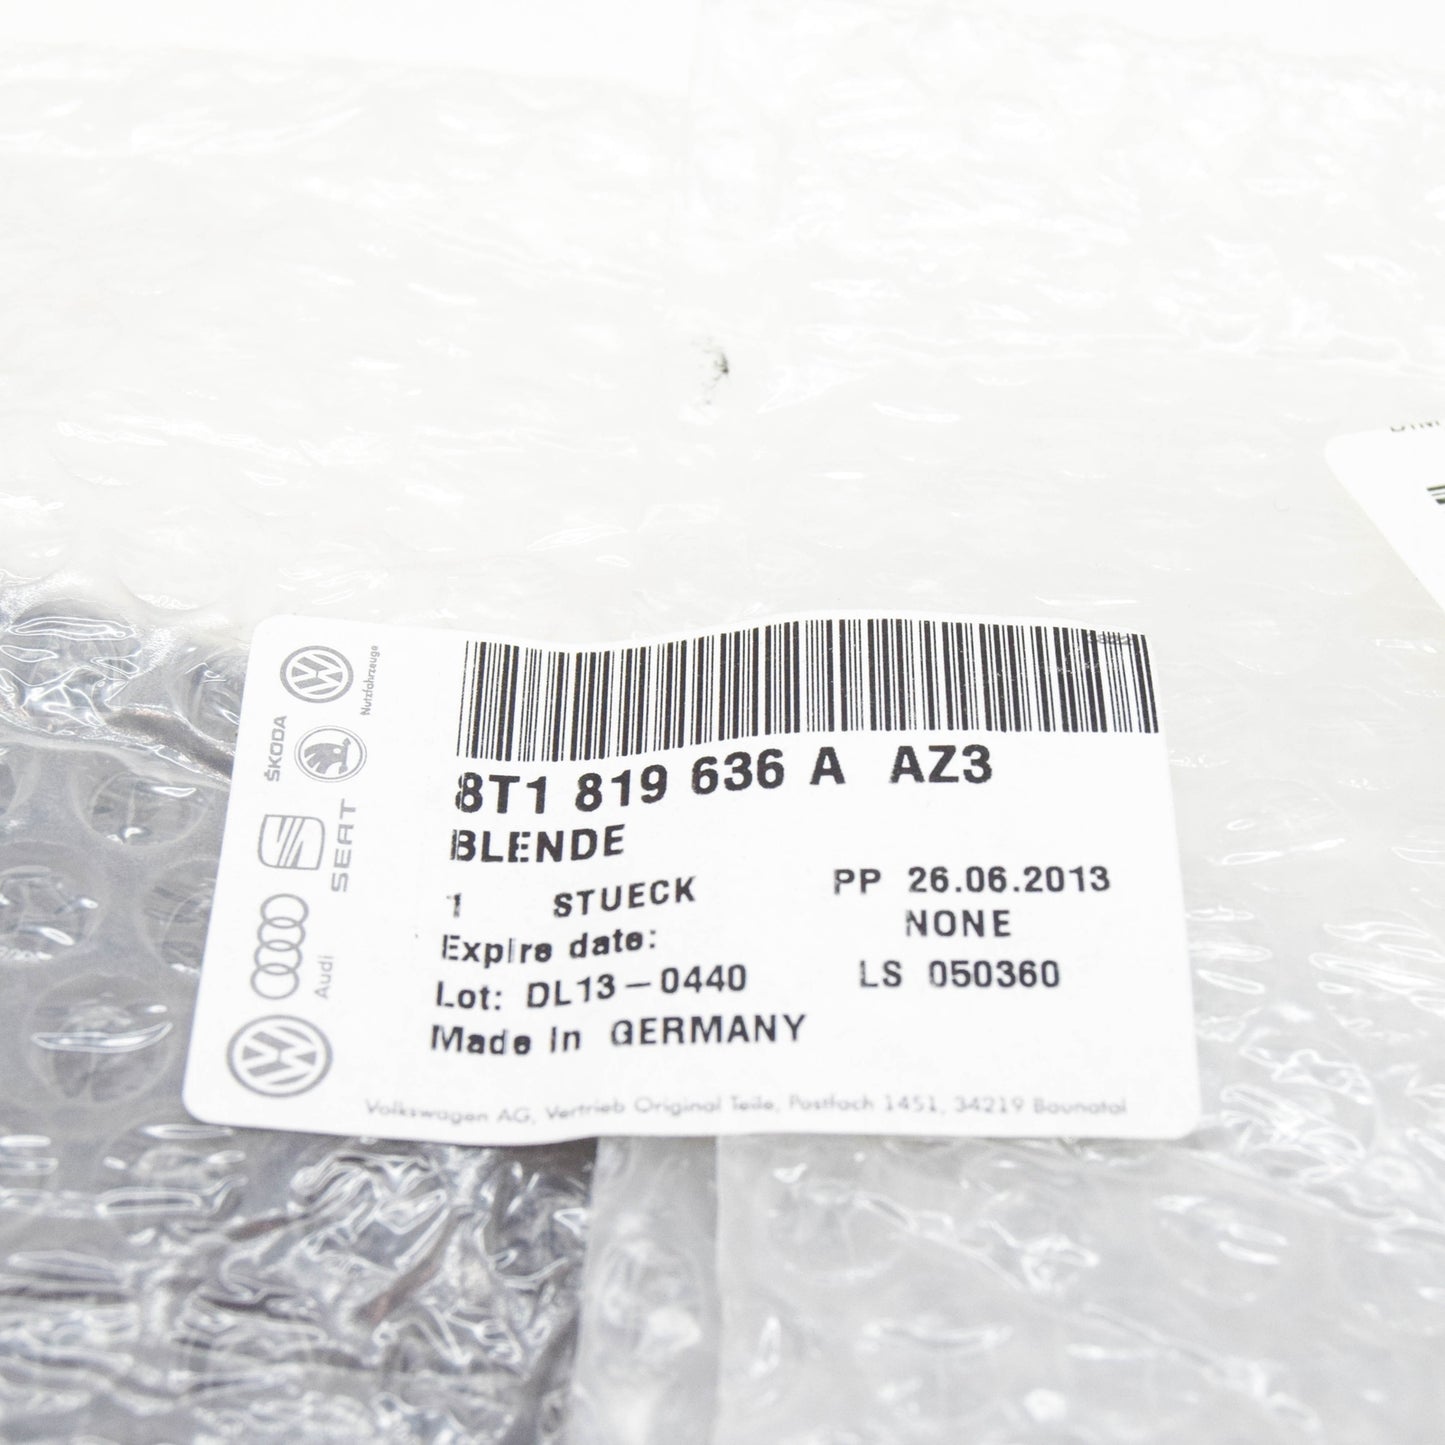 Nutzfahrzeuge
ŠKODA
SEAT
Audi
8T1 819 636 A AZ3
BLENDE
1 STUECK PP 26.06.2013
Expire date: NONE
Lot: DL13-0440 LS 050360
Made in GERMANY
Volkswagen AG, Vertrieb Original Teile, Postfach 1451, 34219 Baunatal